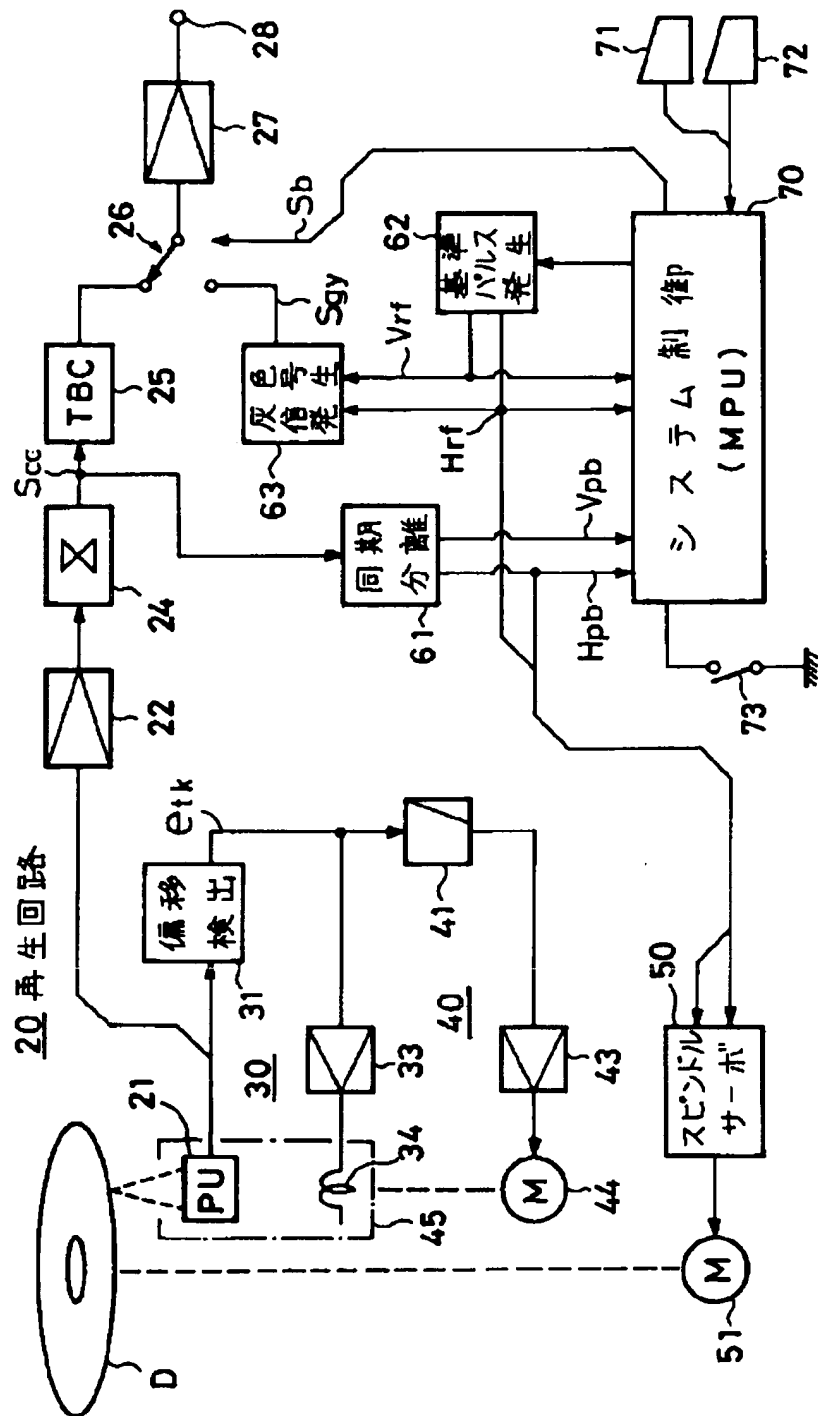 20 再生回路
D
PU
21
30
偏移
検出
31
etk
22
24
Scc
TBC
25
26
27
28
33
34
45
40
41
43
M
44
スピンドル
サーボ
50
M
51
同期
分離
61
灰色
信号
発生
63
Sgy
Sb
基準
パルス
発生
62
Vrf
Hrf
Vpb
Hpb
システム制御
(MPU)
70
71
72
73